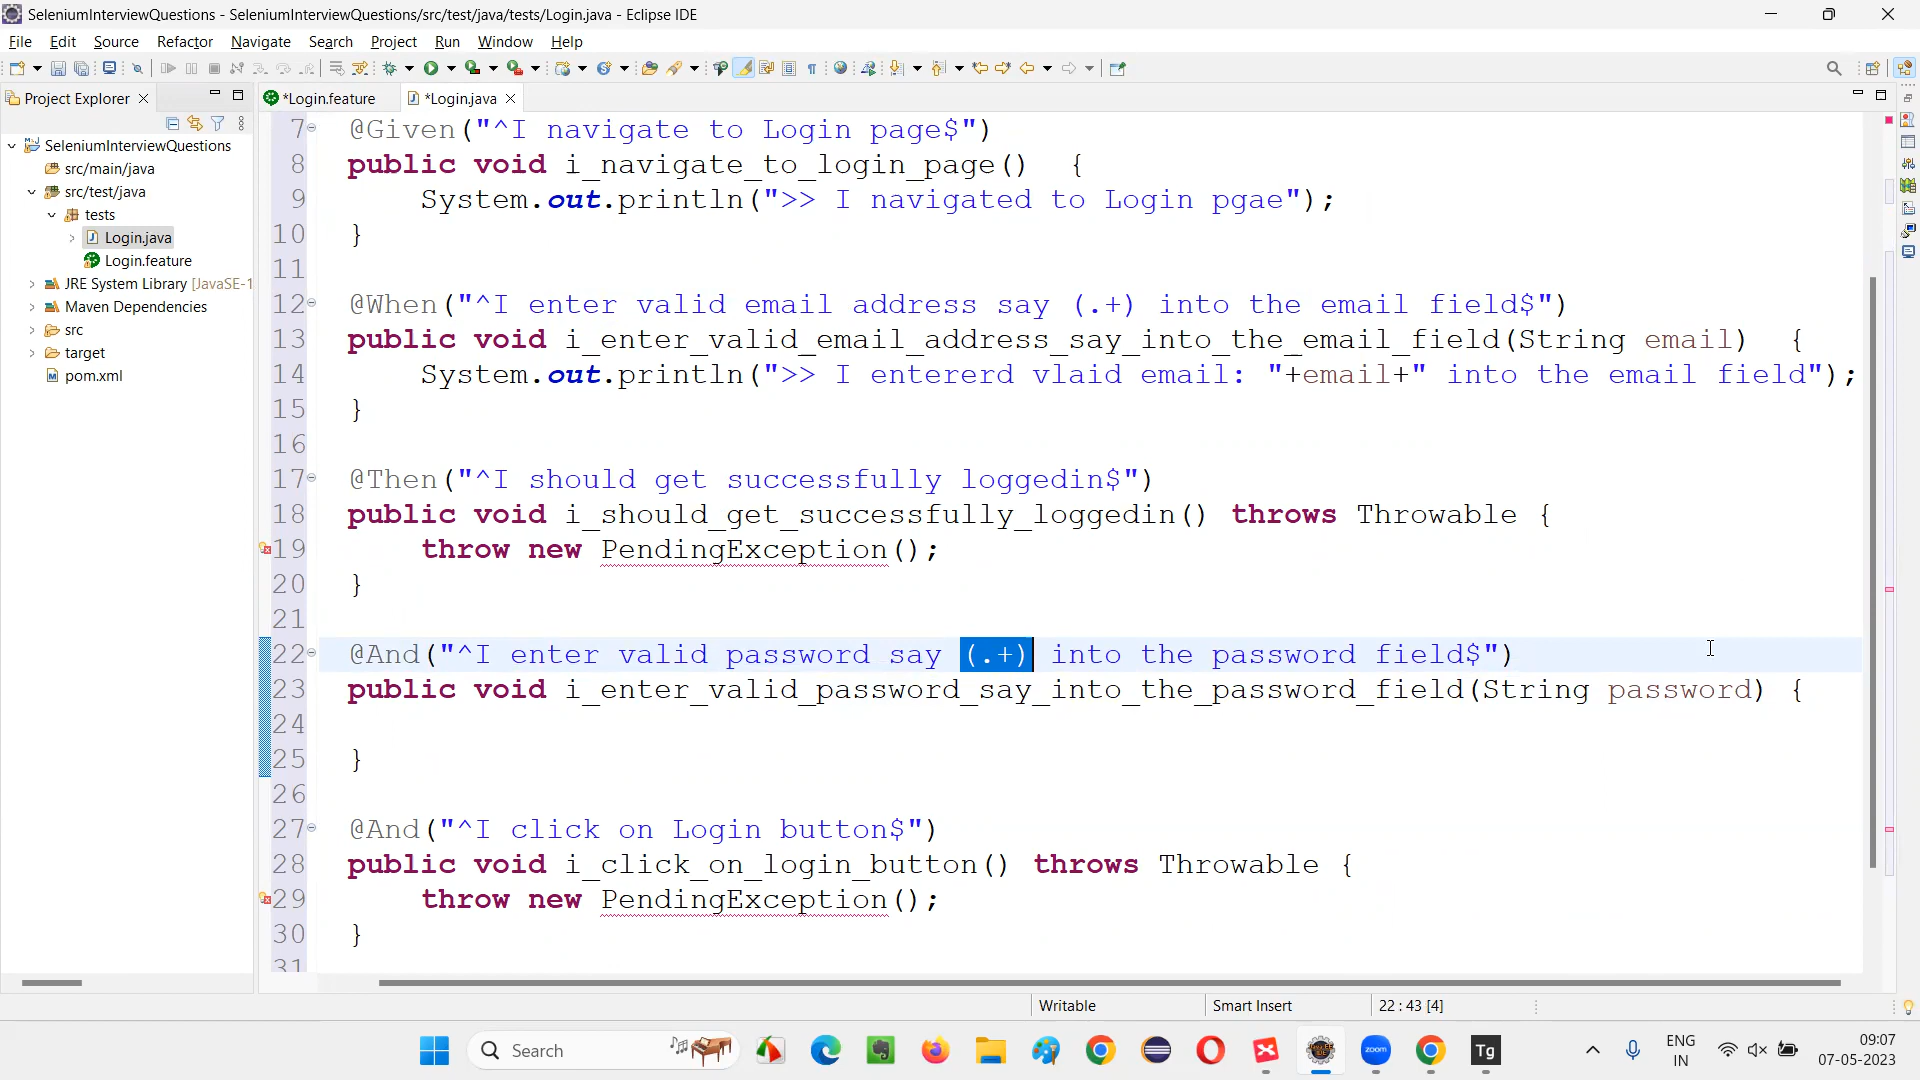 SeleniumInterviewQuestions - SeleniumInterviewQuestions/src/test/java/tests/Login.java - Eclipse IDE
File Edit Source Refactor Navigate Search Project Run Window Help
Project Explorer
*Login.feature *Login.java
SeleniumInterviewQuestions
src/main/java
src/test/java
tests
Login.java
Login.feature
JRE System Library [JavaSE-1
Maven Dependencies
src
target
pom.xml
7 @Given("^I navigate to Login page$")
8 public void i_navigate_to_login_page()  {
9 System.out.println(">> I navigated to Login pgae");
10 }
11
12 @When("^I enter valid email address say (.+) into the email field$")
13 public void i_enter_valid_email_address_say_into_the_email_field(String email)  {
14 System.out.println(">> I entererd vlaid email: "+email+" into the email field");
15 }
16
17 @Then("^I should get successfully loggedin$")
18 public void i_should_get_successfully_loggedin() throws Throwable {
19 throw new PendingException();
20 }
21
22 @And("^I enter valid password say (.+) into the password field$")
23 public void i_enter_valid_password_say_into_the_password_field(String password) {
24
25 }
26
27 @And("^I click on Login button$")
28 public void i_click_on_login_button() throws Throwable {
29 throw new PendingException();
30 }
31
Writable Smart Insert 22 : 43 [4]
Search
zoom
Tg
ENG
IN
09:07
07-05-2023